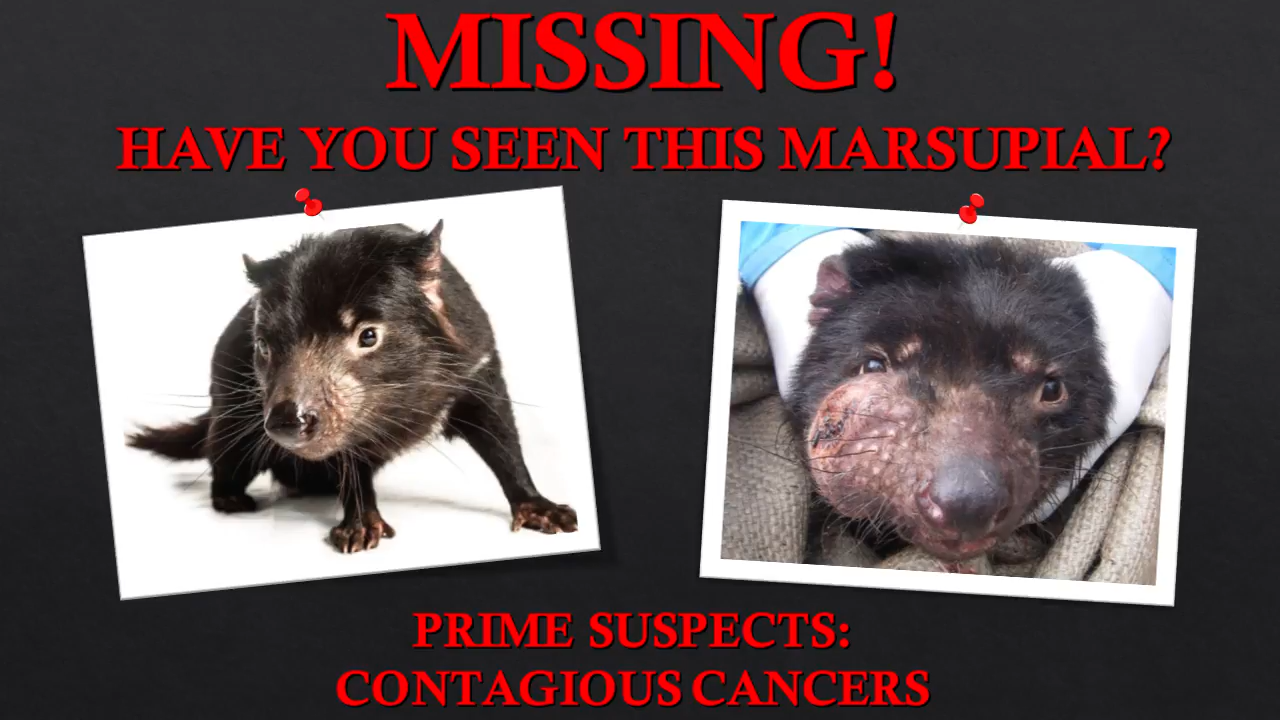 MISSING!
HAVE YOU SEEN THIS MARSUPIAL?
PRIME SUSPECTS:
CONTAGIOUS CANCERS